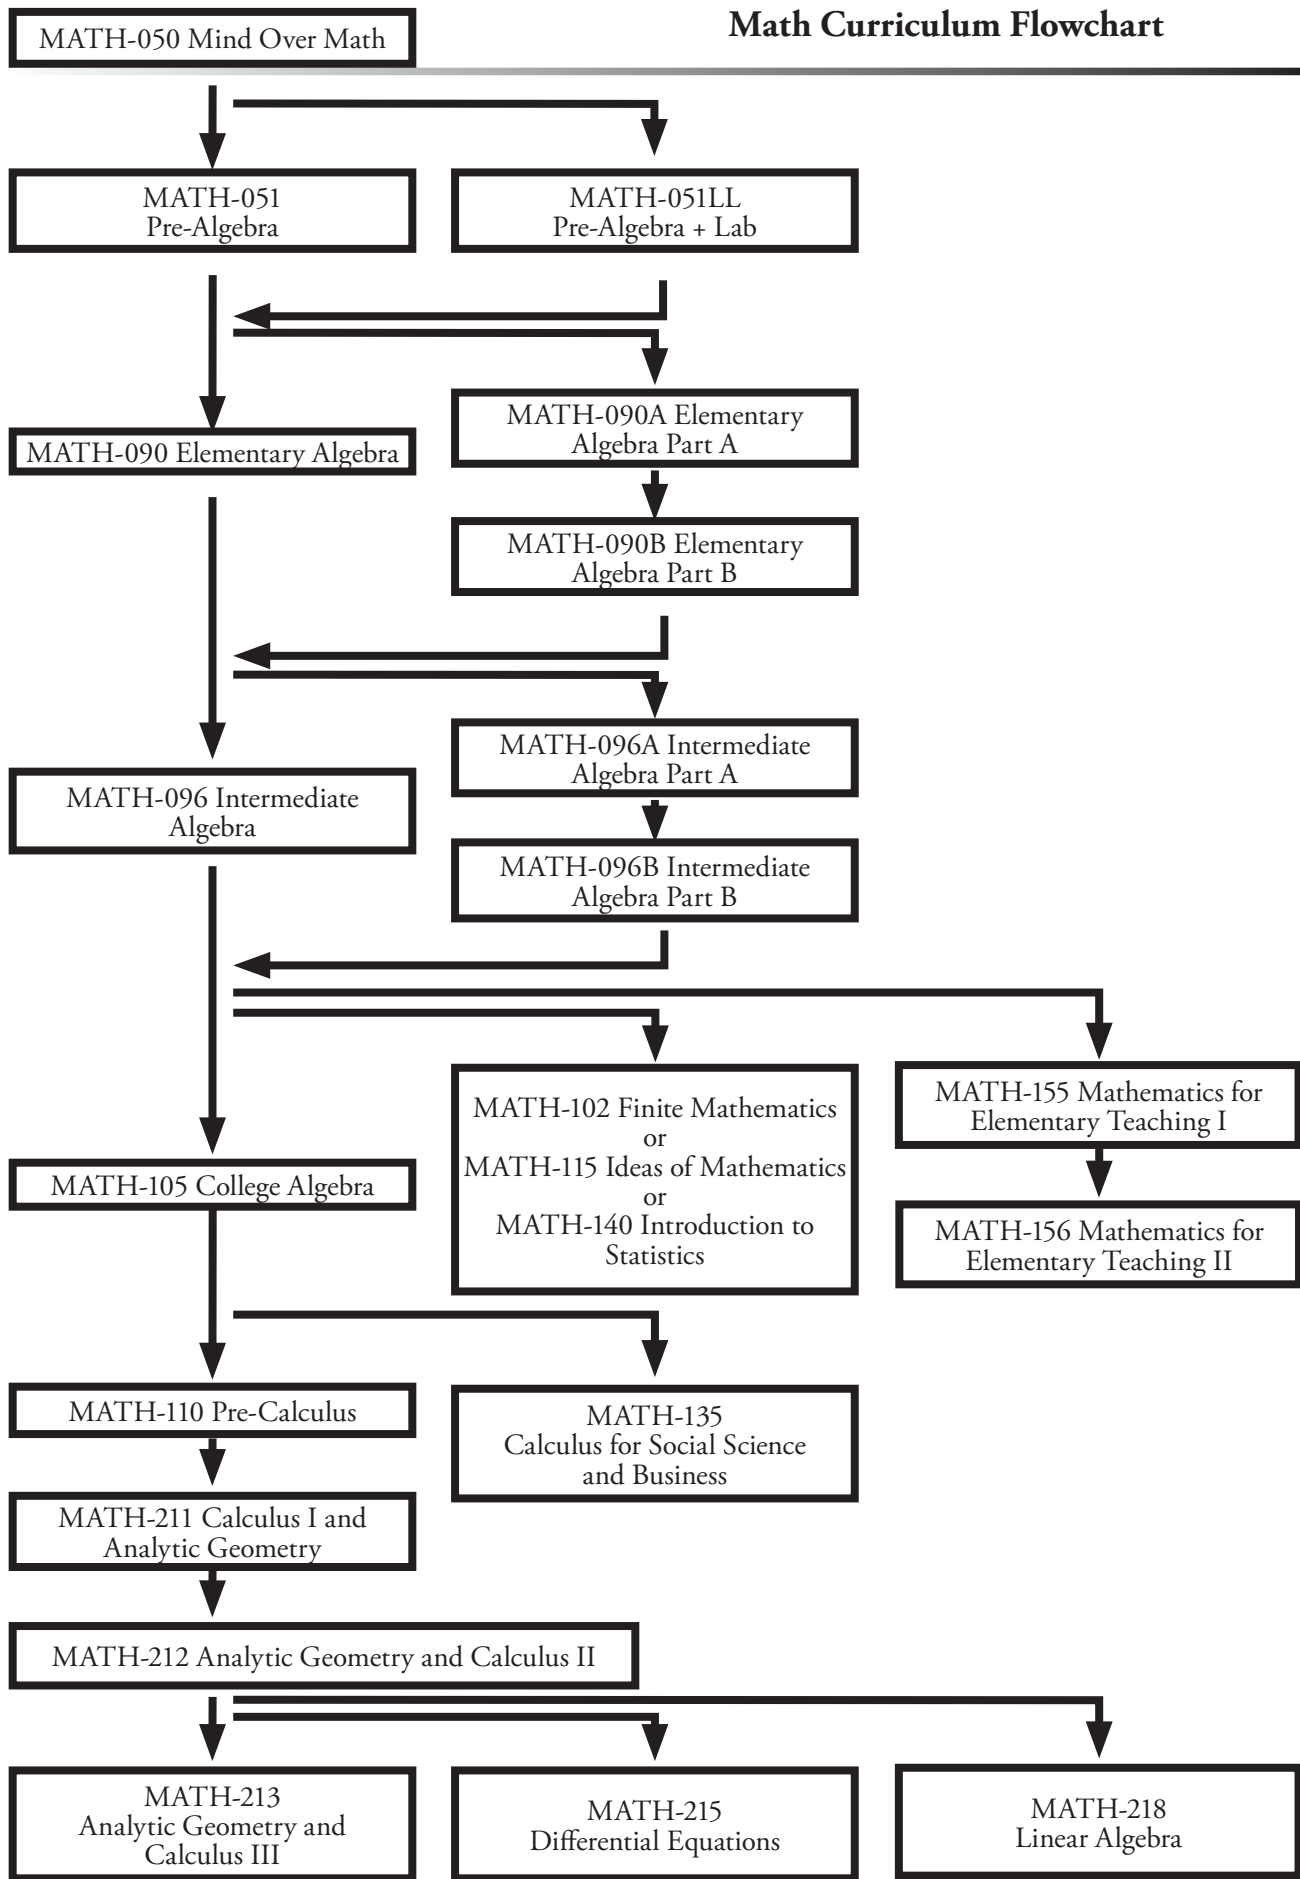 Math Curriculum Flowchart
MATH-050 Mind Over Math
MATH-051
Pre-Algebra
MATH-051LL
Pre-Algebra + Lab
MATH-090A Elementary
Algebra Part A
MATH-090 Elementary Algebra
MATH-090B Elementary
Algebra Part B
MATH-096A Intermediate
Algebra Part A
MATH-096 Intermediate
Algebra
MATH-096B Intermediate
Algebra Part B
MATH-102 Finite Mathematics
or
MATH-115 Ideas of Mathematics
or
MATH-140 Introduction to
Statistics
MATH-155 Mathematics for
Elementary Teaching I
MATH-105 College Algebra
MATH-156 Mathematics for
Elementary Teaching II
MATH-110 Pre-Calculus
MATH-135
Calculus for Social Science
and Business
MATH-211 Calculus I and
Analytic Geometry
MATH-212 Analytic Geometry and Calculus II
MATH-213
Analytic Geometry and
Calculus III
MATH-215
Differential Equations
MATH-218
Linear Algebra